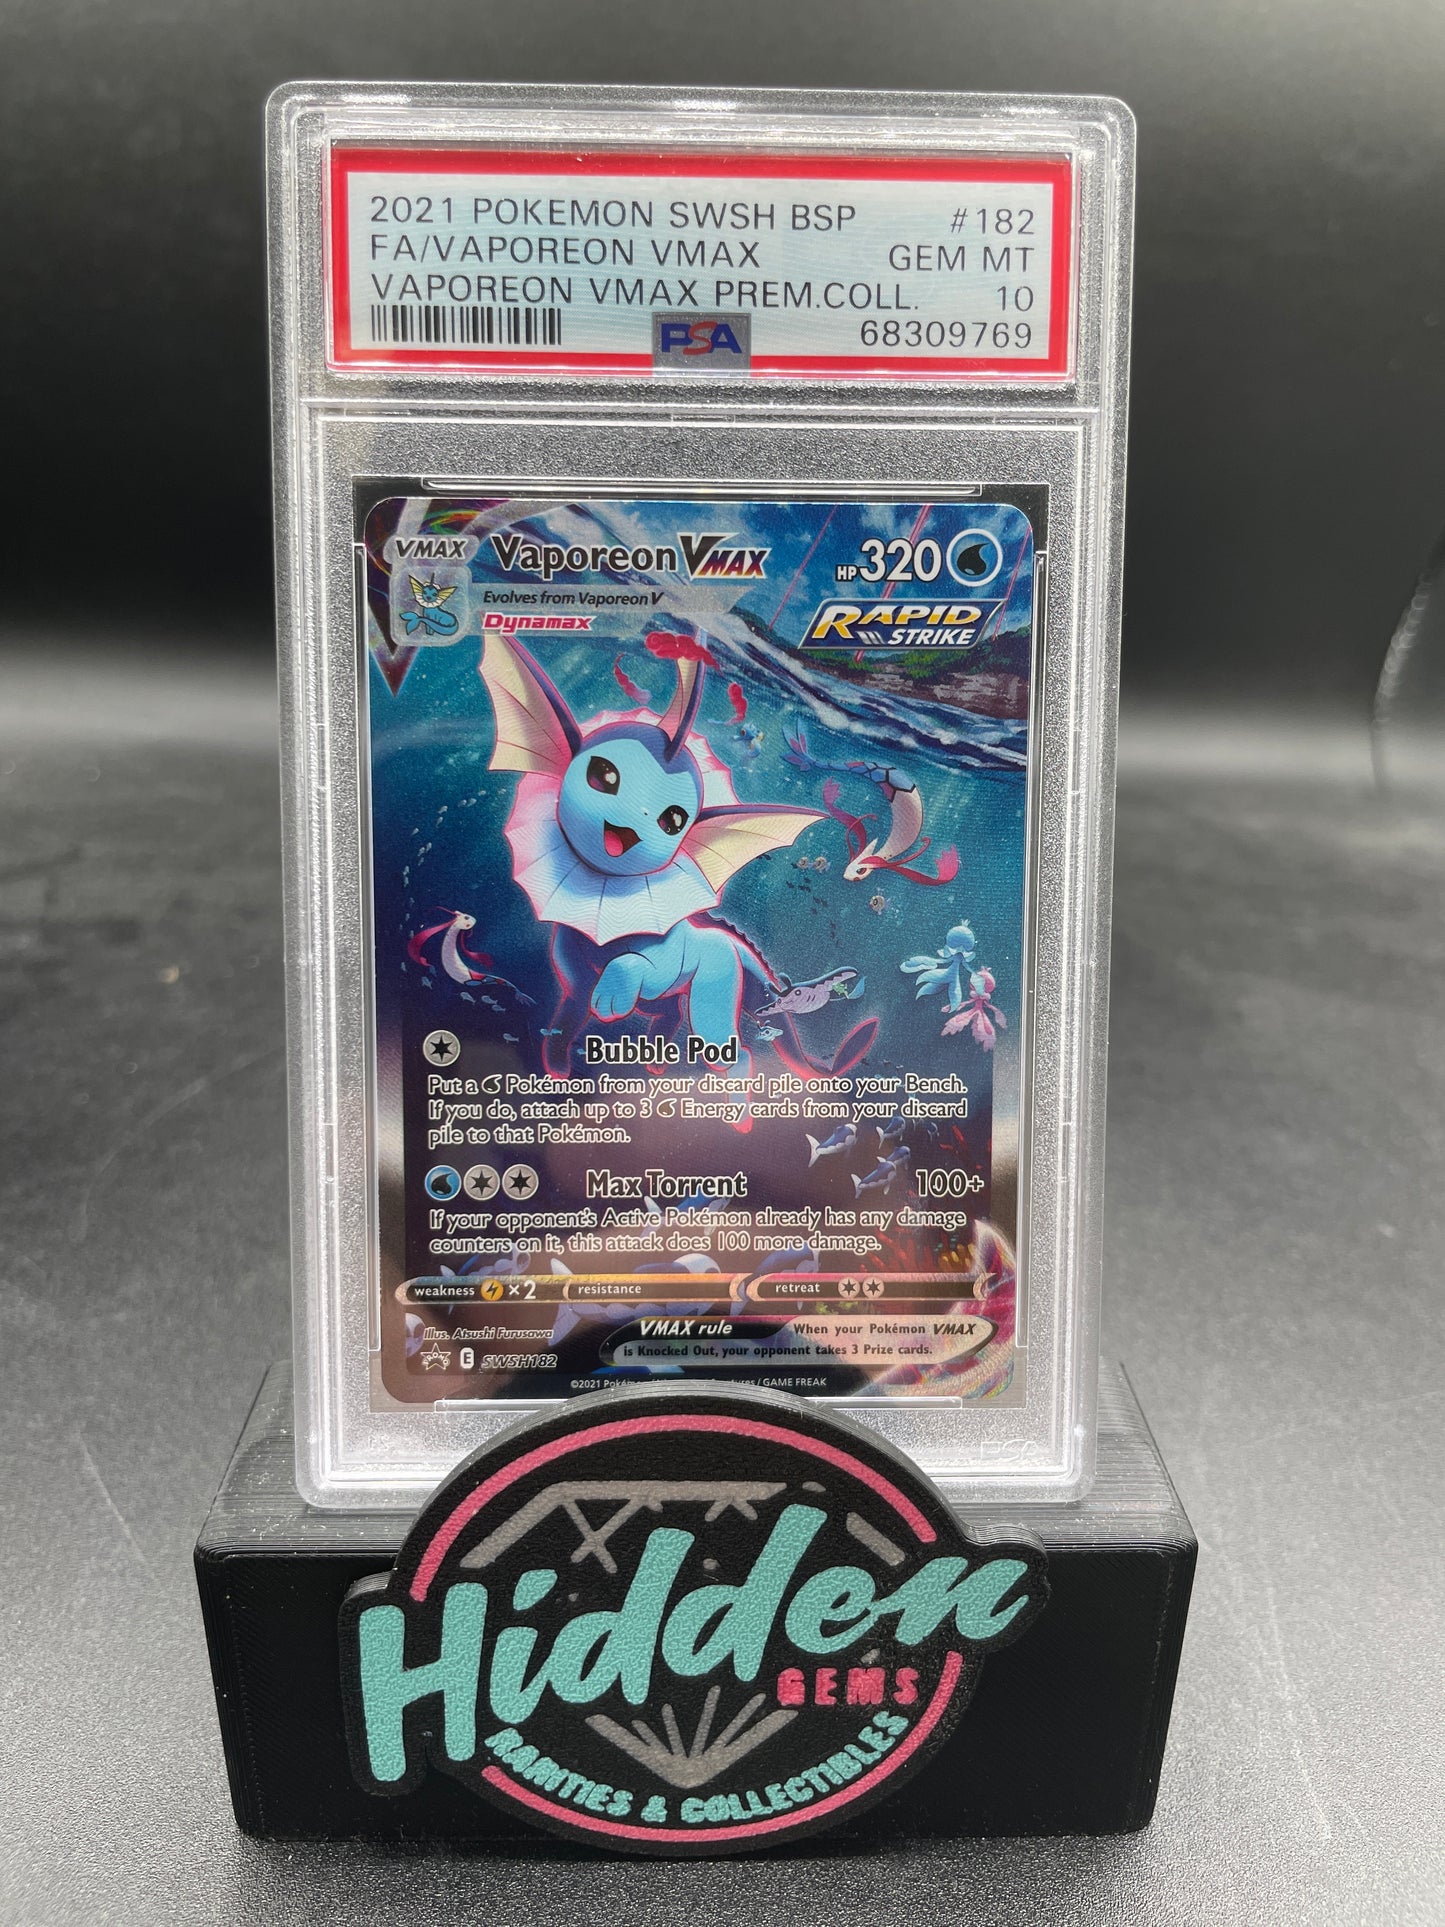 2021 POKEMON SWSH BSP #182
FA/VAPOREON VMAX GEM MT
VAPOREON VMAX PREM.COLL. 10
PSA 68309769
VMAX Vaporeon VMAX HP 320
Evolves from Vaporeon V
Dynamax
RAPID
STRIKE
Bubble Pod
Put a Pokémon from your discard pile onto your Bench.
If you do, attach up to 3 Energy cards from your discard
pile to that Pokémon.
Max Torrent 100+
If your opponent's Active Pokémon already has any damage
counters on it, this attack does 100 more damage.
weakness ×2 resistance retreat
Illus. Atsushi Furusawa
VMAX rule When your Pokémon VMAX
is Knocked Out, your opponent takes 3 Prize cards.
E SWSH182
©2021 Pokémon / GAME FREAK
PSA
Hidden
GEMS
RARITIES & COLLECTIBLES